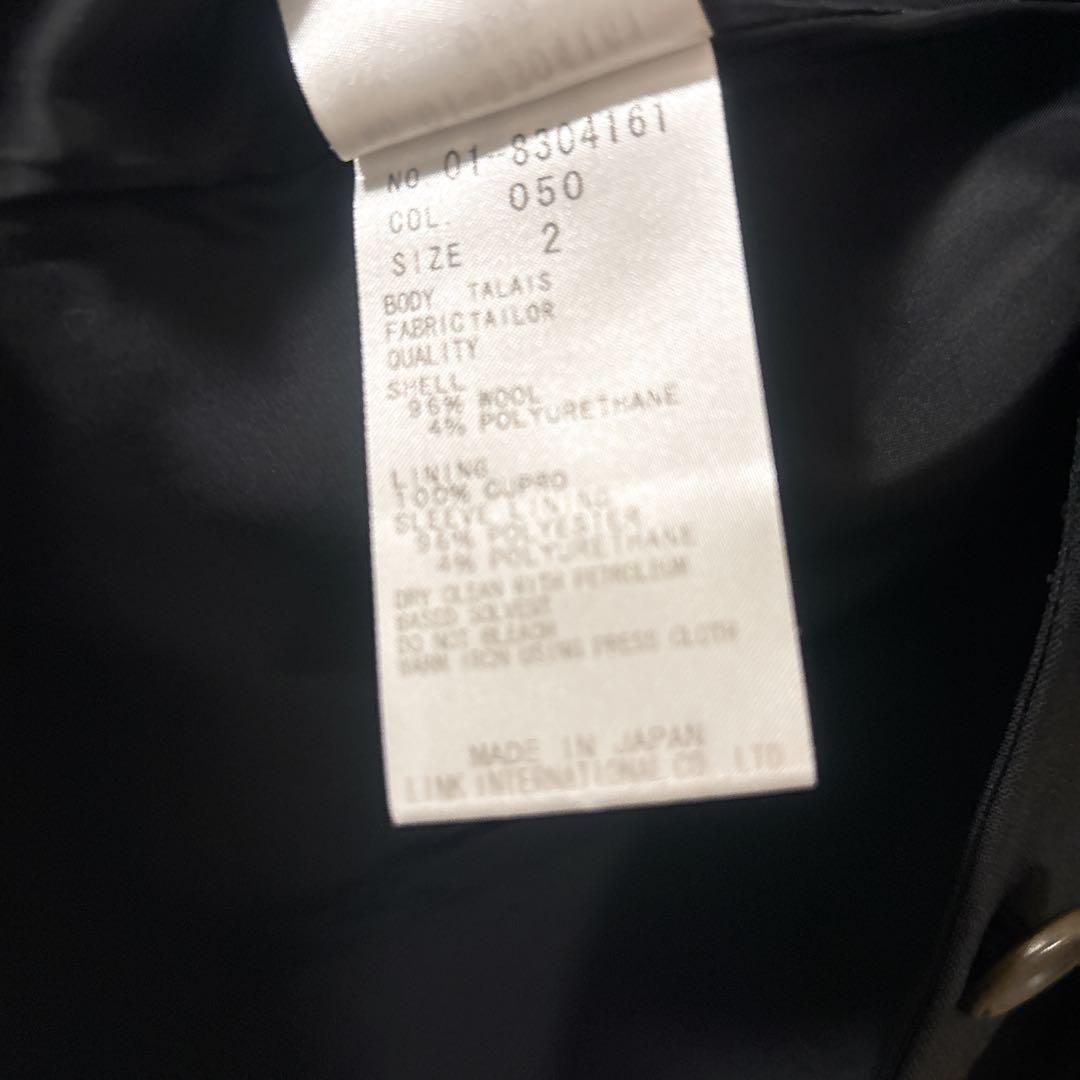 NO 01-8304161
COL. 050
SIZE 2
BODY TALAIS
FABRICTAILOR
QUALITY
SHELL
96% WOOL
4% POLYURETHANE
LINING
100% CUPRO
SLEEVE LINING
96% POLYESTER
4% POLYURETHANE
DRY CLEAN WITH PETROLIUM
BASED SOLVENT
DO NOT BLEACH
IRON USING PRESS CLOTH
MADE IN JAPAN
LINK INTERNATIONAL CO. LTD